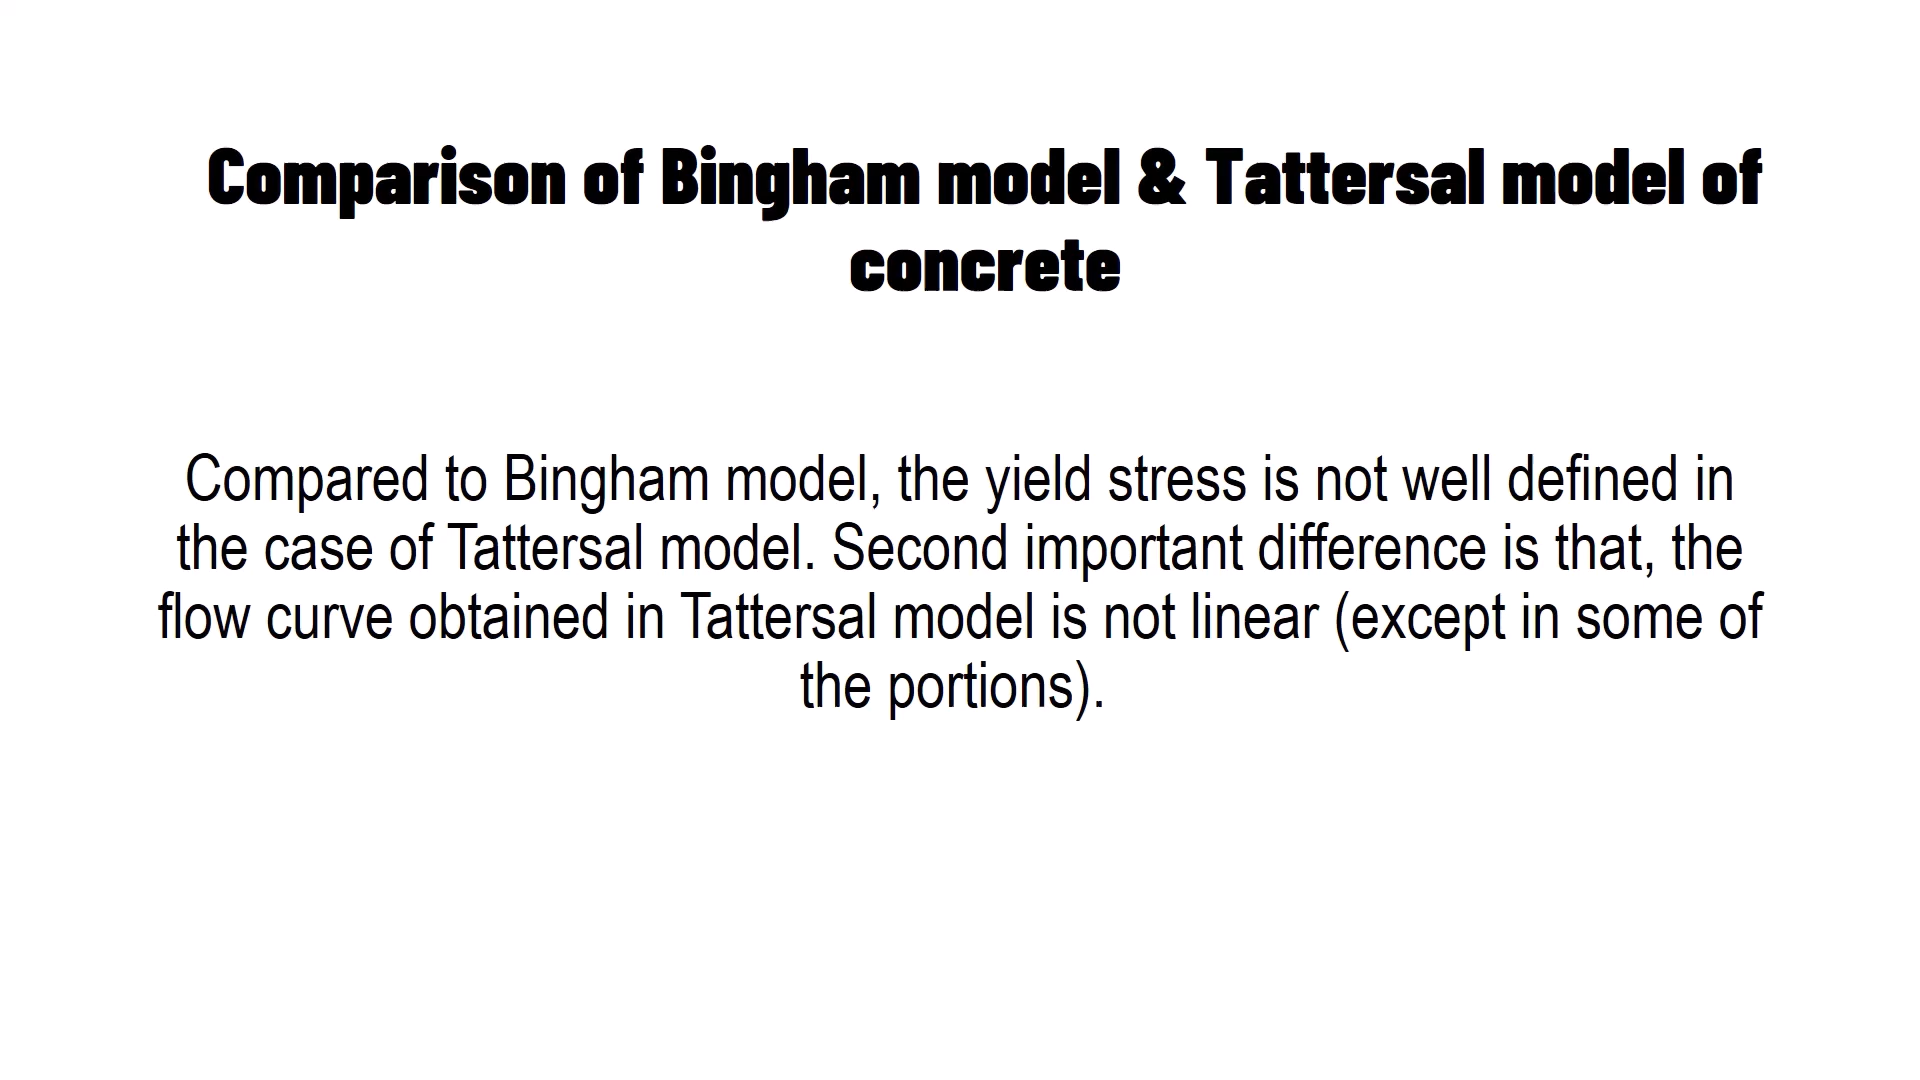 Comparison of Bingham model & Tattersal model of
concrete
Compared to Bingham model, the yield stress is not well defined in
the case of Tattersal model. Second important difference is that, the
flow curve obtained in Tattersal model is not linear (except in some of
the portions).